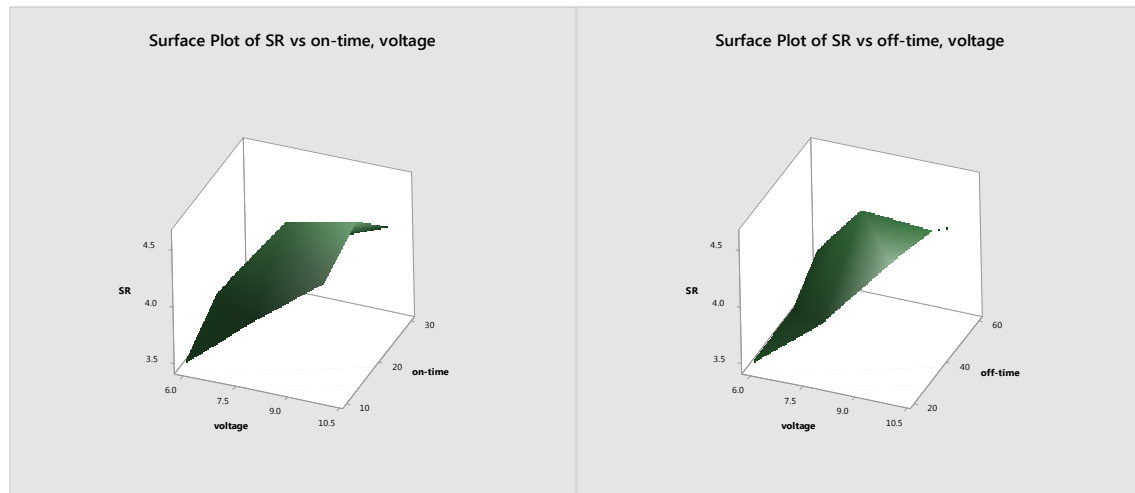 Surface Plot of SR vs on-time, voltage
4.5
SR
4.0
3.5
6.0
7.5
9.0
10.5
voltage
10
20
30
on-time
Surface Plot of SR vs off-time, voltage
4.5
SR
4.0
3.5
6.0
7.5
9.0
10.5
voltage
20
40
60
off-time